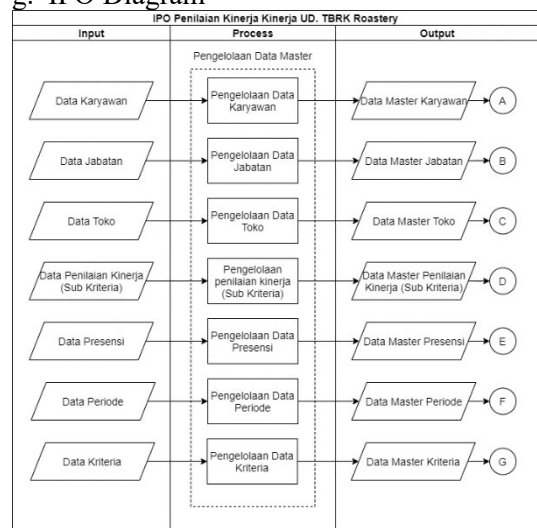 g. IPO Diagram
IPO Penilaian Kinerja Kinerja UD. TBRK Roastery
Input
Process
Output
Pengelolaan Data Master
Data Karyawan
Pengelolaan Data
Karyawan
Data Master Karyawan
A
Data Jabatan
Pengelolaan Data
Jabatan
Data Master Jabatan
B
Data Toko
Pengelolaan Data
Toko
Data Master Toko
C
Data Penilaian Kinerja
(Sub Kriteria)
Pengelolaan
penilaian kinerja
(Sub Kriteria)
Data Master Penilaian
Kinerja (Sub Kriteria)
D
Data Presensi
Pengelolaan Data
Presensi
Data Master Presensi
E
Data Periode
Pengelolaan Data
Periode
Data Master Periode
F
Data Kriteria
Pengelolaan Data
Kriteria
Data Master Kriteria
G